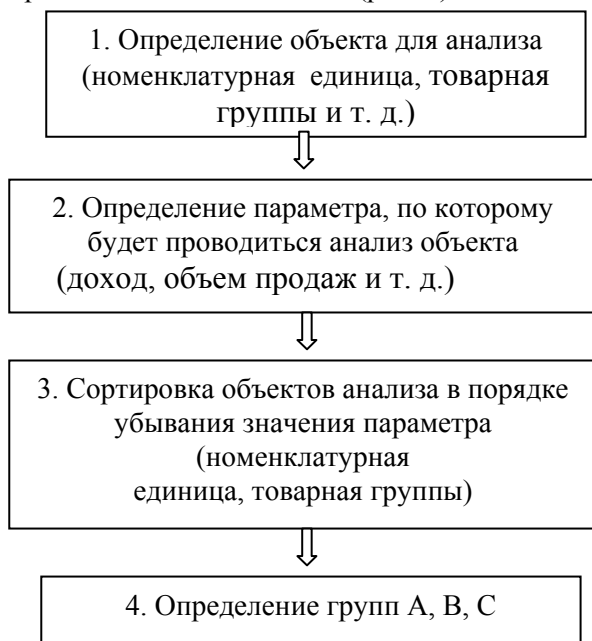 1. Определение объекта для анализа
(номенклатурная единица, товарная
группы и т. д.)
2. Определение параметра, по которому
будет проводиться анализ объекта
(доход, объем продаж и т. д.)
3. Сортировка объектов анализа в порядке
убывания значения параметра
(номенклатурная
единица, товарная группы)
4. Определение групп А, В, С